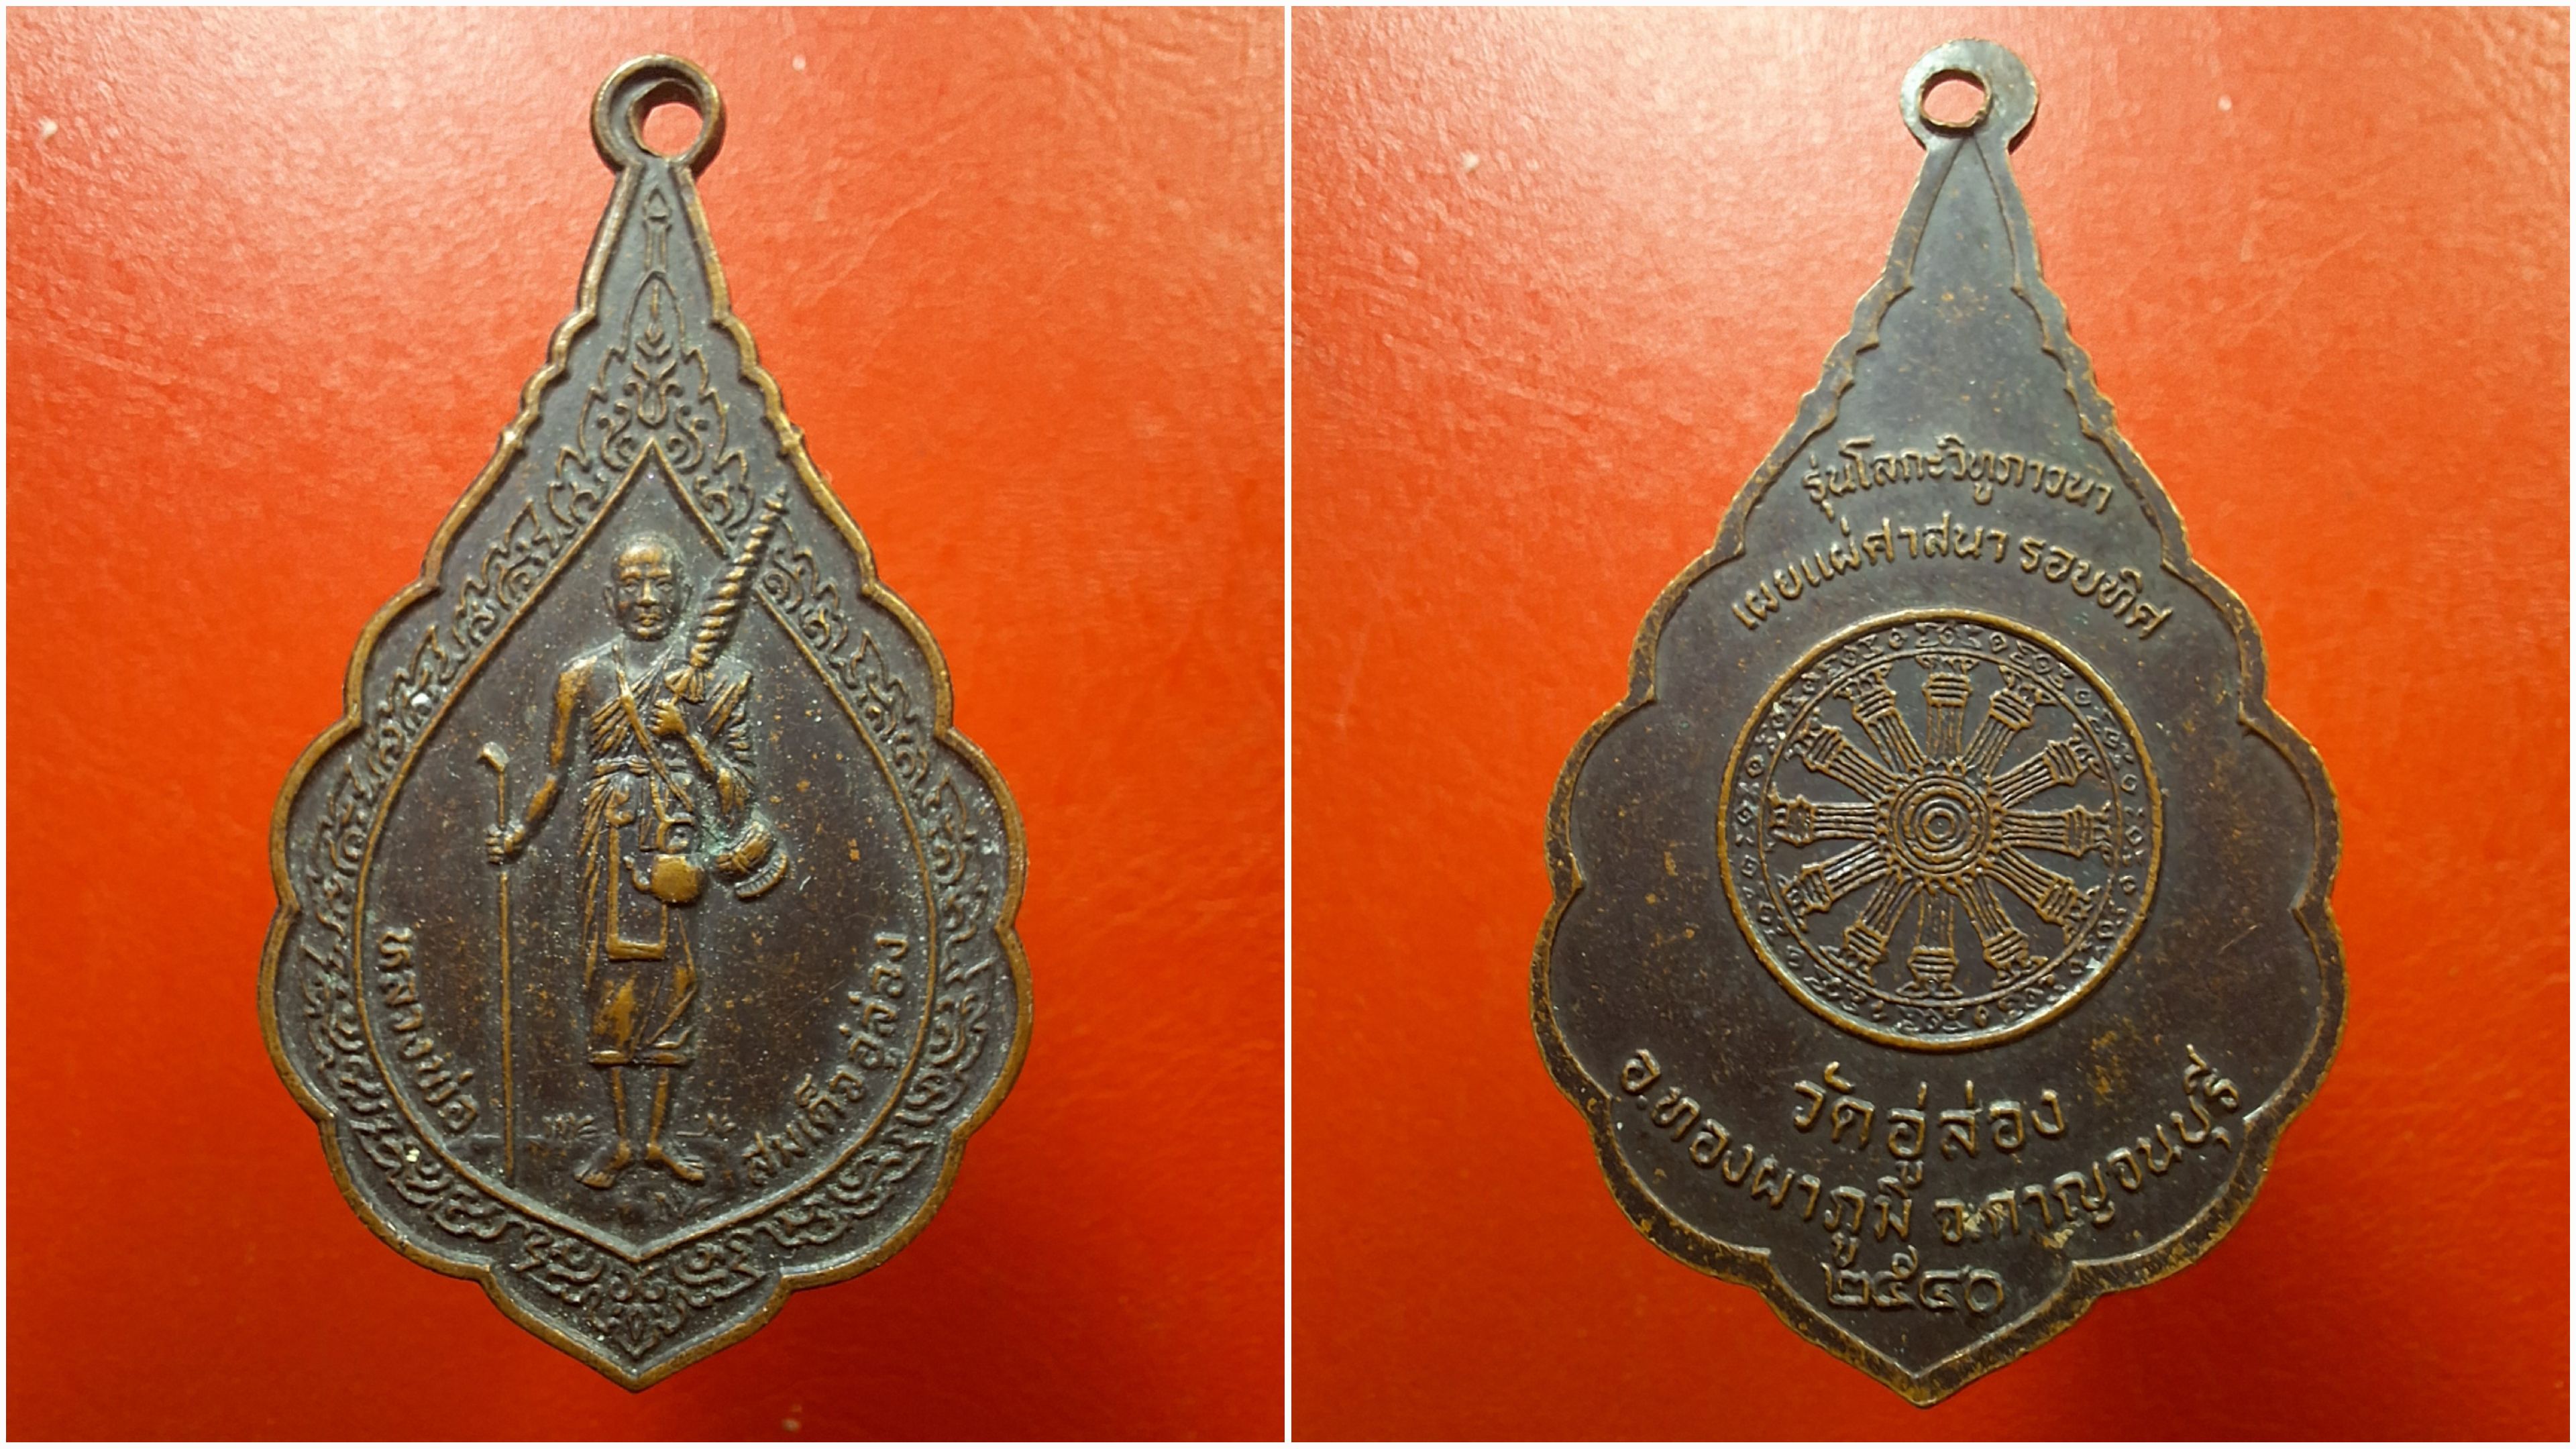 หลวงพ่อ
สมเด็จ อู่ล่อง
รุ่นโลกะวิทูภาวนา
เผยแผ่ศาสนา รอบทิศ
วัดอู่ล่อง
อ.ทองผาภูมิ จ.กาญจนบุรี
๒๕๔๐